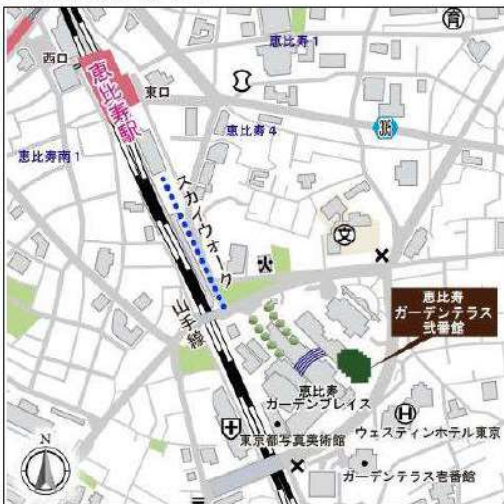 恵比寿1
西口
恵比寿駅
東口
305
恵比寿4
恵比寿南1
スカイウォーク
文
火
山手線
恵比寿
ガーデンテラス
弐番館
恵比寿
ガーデンプレイス
H
ウェスティンホテル東京
東京都写真美術館
ガーデンテラス壱番館
N